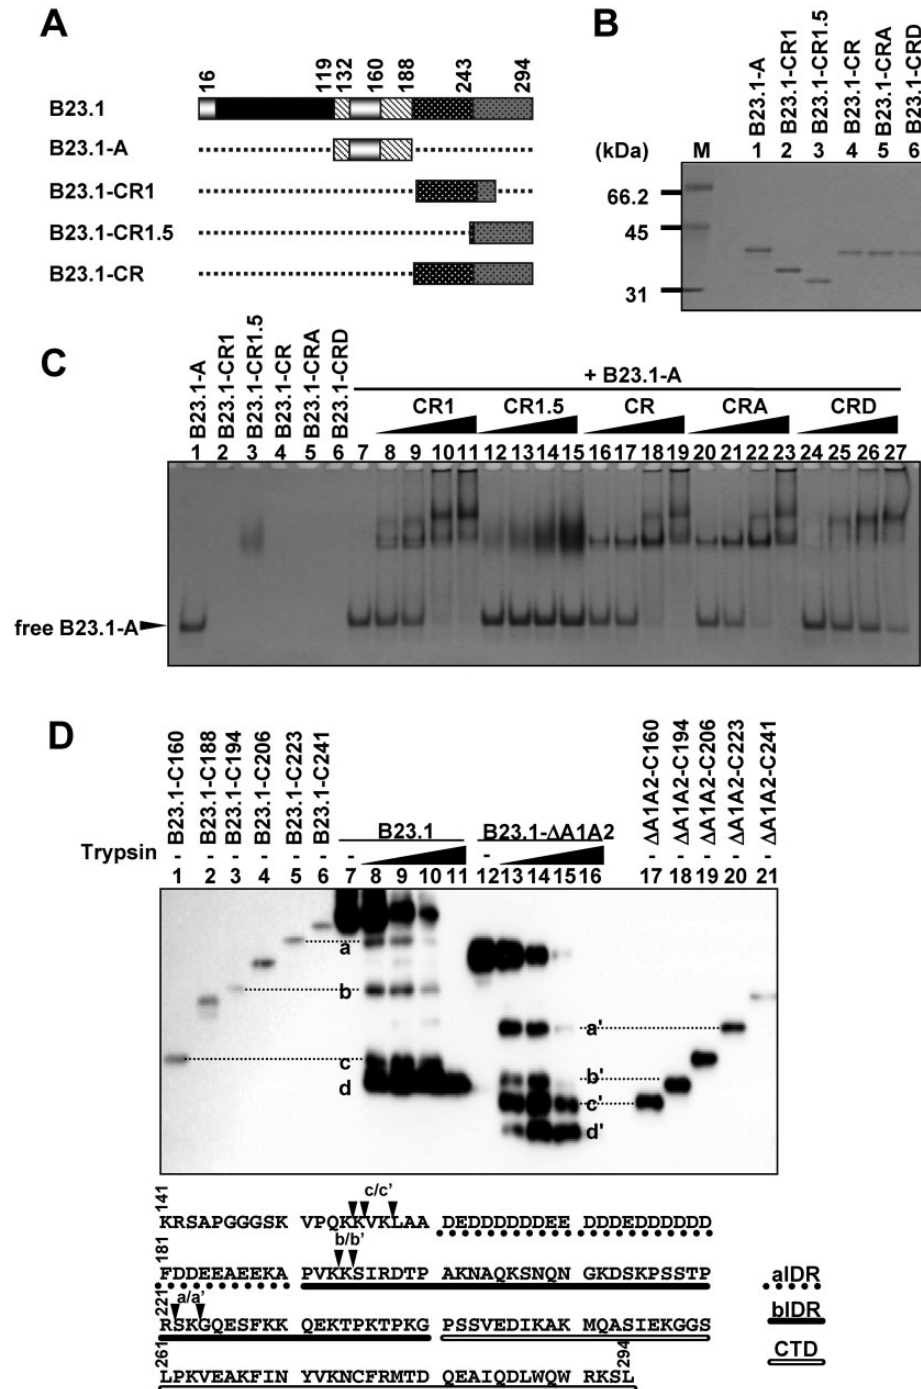 A
16 119 132 160 188 243 294
B23.1
B23.1-A
B23.1-CR1
B23.1-CR1.5
B23.1-CR
B
B23.1-A
B23.1-CR1
B23.1-CR1.5
B23.1-CR
B23.1-CRA
B23.1-CRD
(kDa) M 1 2 3 4 5 6
66.2
45
31
C
B23.1-A
B23.1-CR1
B23.1-CR1.5
B23.1-CR
B23.1-CRA
B23.1-CRD
+ B23.1-A
CR1 CR1.5 CR CRA CRD
1 2 3 4 5 6 7 8 9 10 11 12 13 14 15 16 17 18 19 20 21 22 23 24 25 26 27
free B23.1-A
D
B23.1-C160
B23.1-C188
B23.1-C194
B23.1-C206
B23.1-C223
B23.1-C241
B23.1
B23.1-ΔA1A2
ΔA1A2-C160
ΔA1A2-C194
ΔA1A2-C206
ΔA1A2-C223
ΔA1A2-C241
Trypsin - - - - - - - - - - - - -
1 2 3 4 5 6 7 8 9 10 11 12 13 14 15 16 17 18 19 20 21
a
b
c
d
a'
b'
c'
d'
c/c'
141
KRSAPGGGSK VPQKKVKLAA DEDDDDDDEE DDDEDDDDDD
b/b'
181
FDDEEAEEKA PVKKSIRDTP AKNAQKSNQN GKDSKPSSTP
aIDR
a/a'
221
RSKGQESFKK QEKTPKTPKG PSSVEDIKAK MQASIEKGGS
bIDR
CTD
261 294
LPKVEAKFIN YVKNCFRMTD QEAIQDLWQW RKSL